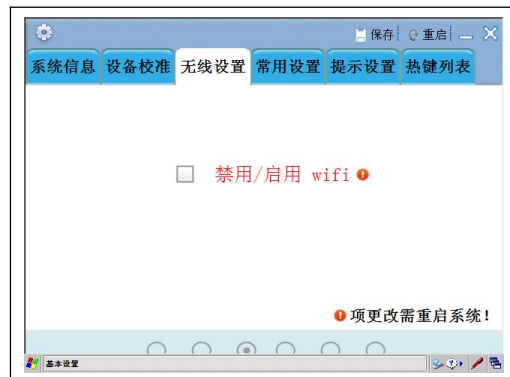 保存 重启
系统信息 设备校准 无线设置 常用设置 提示设置 热键列表
禁用/启用 wifi
项更改需重启系统!
基本设置